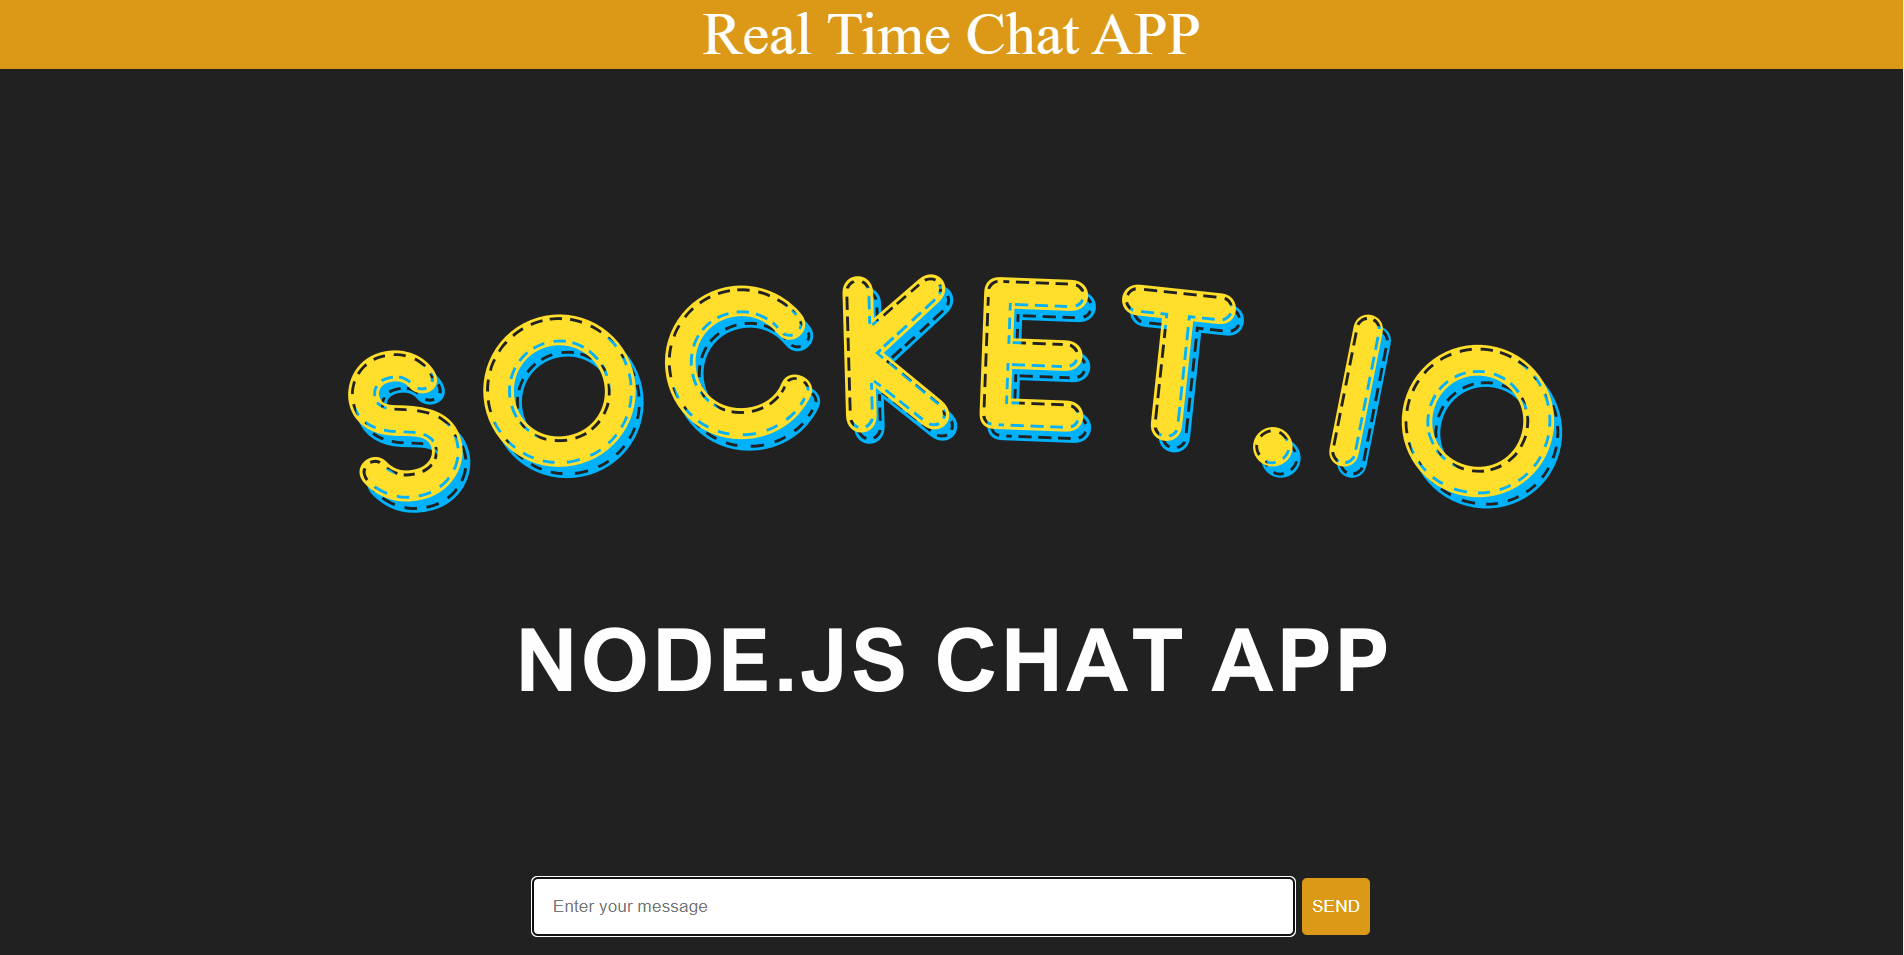 Real Time Chat APP
SOCKET.IO
NODE.JS CHAT APP
Enter your message
SEND